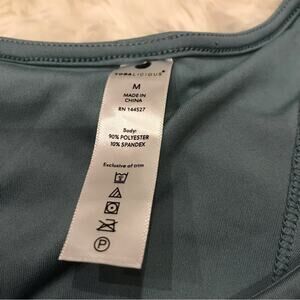 YOGALICIOUS
M
MADE IN
CHINA
RN 144527
Body:
90% POLYESTER
10% SPANDEX
Exclusive of trim
P